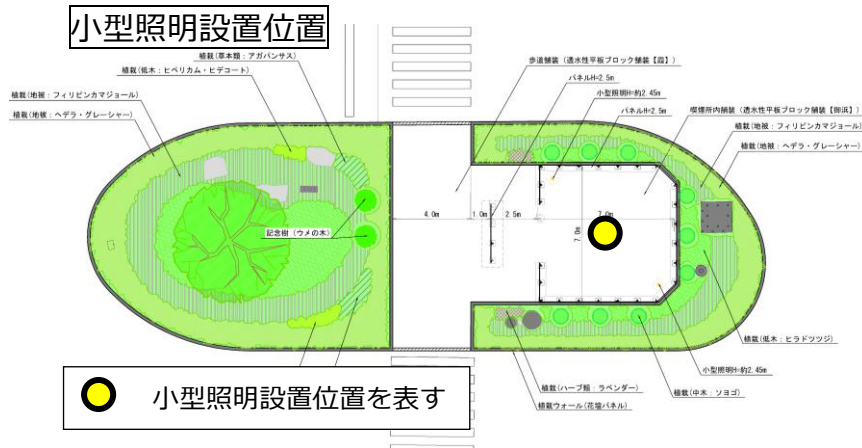 小型照明設置位置
植栽(草本類：アガパンサス)
植栽(低木：ヒペリカム・ヒデコート)
植栽(地被：フィリピンカマジョール)
植栽(地被：ヘデラ・グレーシャー)
歩道舗装（透水性平板ブロック舗装【霞】）
パネルH=2.5m
小型照明H=約2.45m
パネルH=2.5m
喫煙所内舗装（透水性平板ブロック舗装【御浜】）
植栽(地被：フィリピンカマジョール)
植栽(地被：ヘデラ・グレーシャー)
記念樹（ウメの木）
4.0m
1.0m
2.5m
7.0m
7.0m
植栽(低木：ヒラドツツジ)
小型照明H=約2.45m
植栽(中木：ソヨゴ)
植栽(ハーブ類：ラベンダー)
植栽ウォール(花壇パネル)
小型照明設置位置を表す